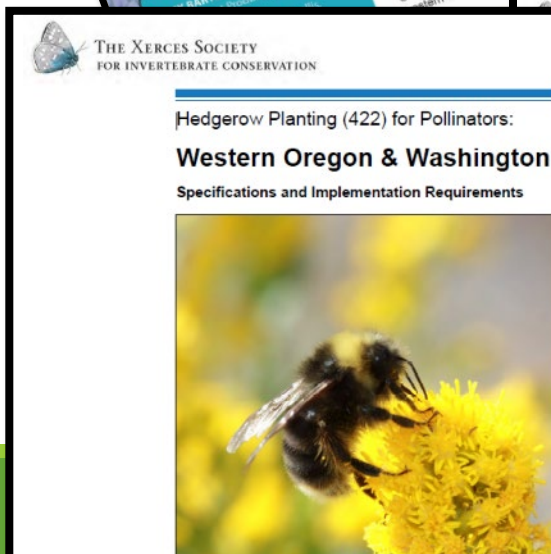 THE XERCES SOCIETY
FOR INVERTEBRATE CONSERVATION
Hedgerow Planting (422) for Pollinators:
Western Oregon & Washington
Specifications and Implementation Requirements